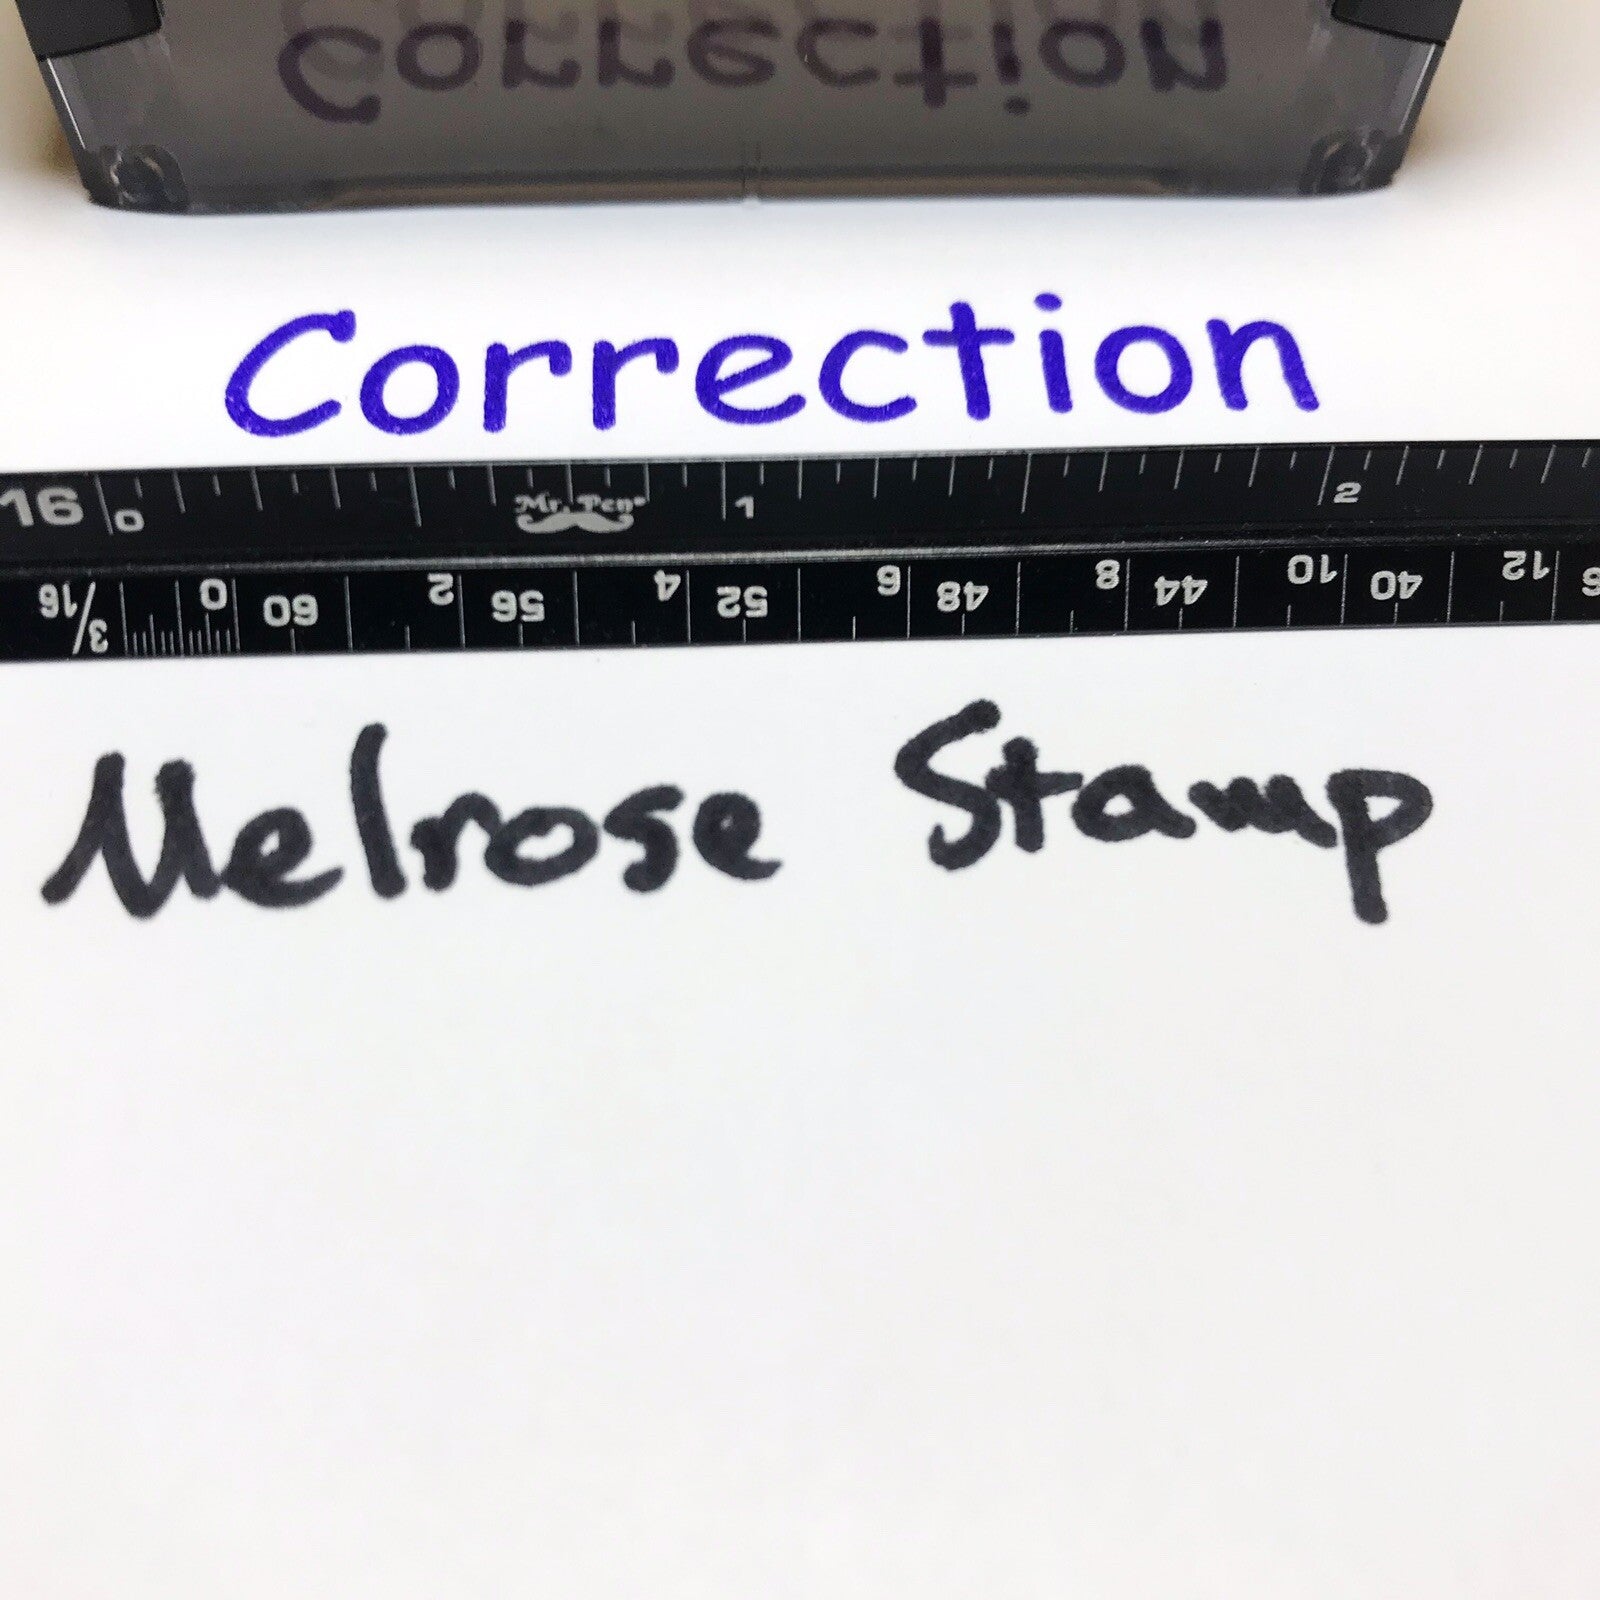 Correction
Correction
16 0 Mr. Pen 1 2
3/16 0 60 2 56 4 52 6 48 8 44 10 40 12
Melrose Stamp